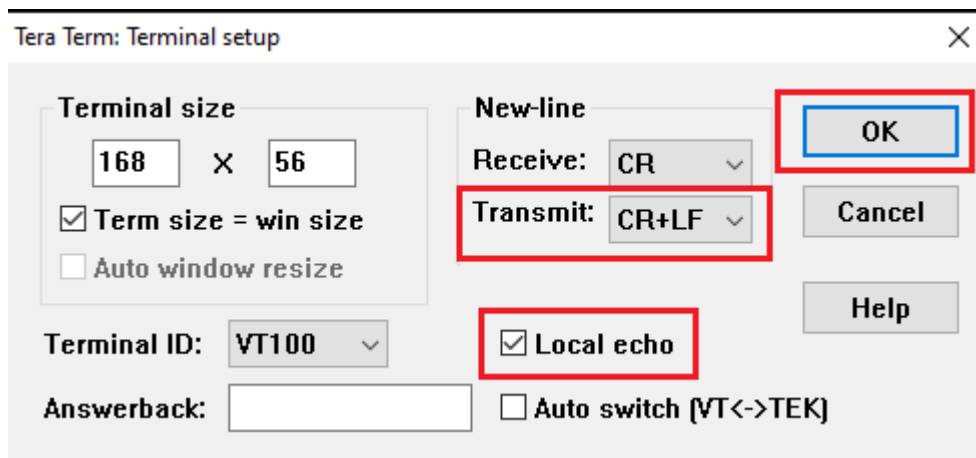 Tera Term: Terminal setup
Terminal size
168 X 56
Term size = win size
Auto window resize
New-line
Receive: CR
Transmit: CR+LF
OK
Cancel
Help
Terminal ID: VT100
Local echo
Answerback:
Auto switch (VT<->TEK)